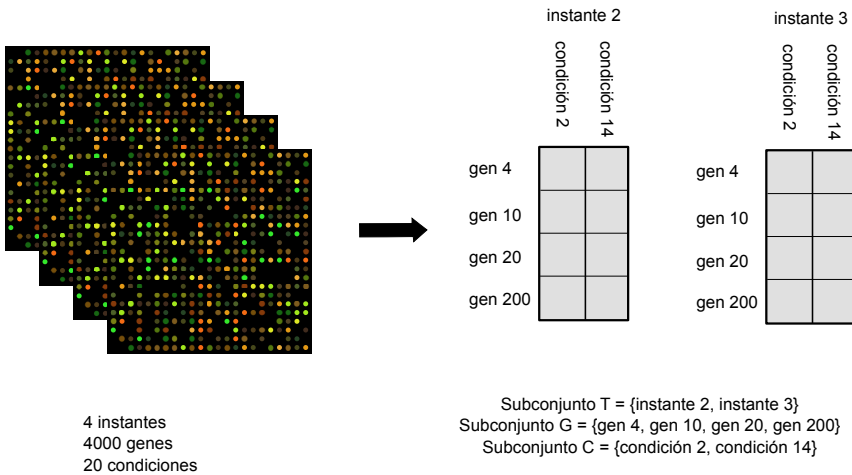 instante 2
instante 3
condición 2
condición 14
condición 2
condición 14
gen 4
gen 10
gen 20
gen 200
gen 4
gen 10
gen 20
gen 200
4 instantes
4000 genes
20 condiciones
Subconjunto T = {instante 2, instante 3}
Subconjunto G = {gen 4, gen 10, gen 20, gen 200}
Subconjunto C = {condición 2, condición 14}